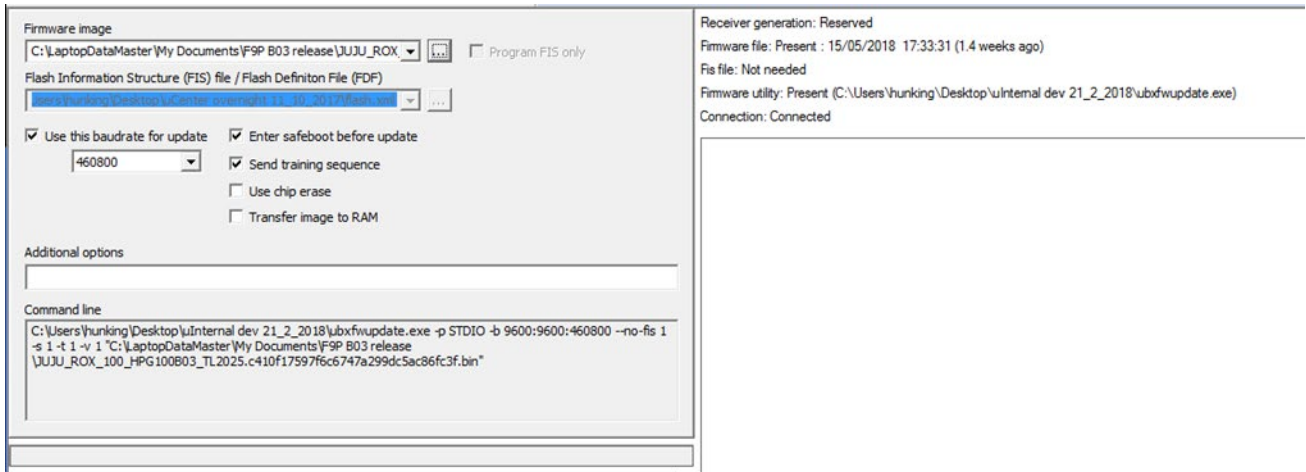 Firmware image
C:\LaptopDataMaster\My Documents\F9P B03 release\JUJU_ROX_
...
Program FIS only
Flash Information Structure (FIS) file / Flash Definiton File (FDF)
Jsers\hunking\Desktop\uCenter overnight 11_10_2017\flash.xml
...
Use this baudrate for update
Enter safeboot before update
460800
Send training sequence
Use chip erase
Transfer image to RAM
Additional options
Command line
C:\Users\hunking\Desktop\uInternal dev 21_2_2018\ubxfwupdate.exe -p STDIO -b 9600:9600:460800 --no-fis 1
-s 1 -t 1 -v 1 "C:\LaptopDataMaster\My Documents\F9P B03 release
\JUJU_ROX_100_HPG100B03_TL2025.c410f17597f6c6747a299dc5ac86fc3f.bin"
Receiver generation: Reserved
Firmware file: Present : 15/05/2018 17:33:31 (1.4 weeks ago)
Fis file: Not needed
Firmware utility: Present (C:\Users\hunking\Desktop\uInternal dev 21_2_2018\ubxfwupdate.exe)
Connection: Connected